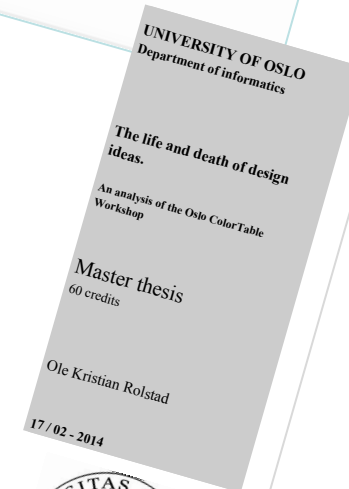 UNIVERSITY OF OSLO
Department of informatics
The life and death of design
ideas.
An analysis of the Oslo ColorTable
Workshop
Master thesis
60 credits
Ole Kristian Rolstad
17 / 02 - 2014
ITAS